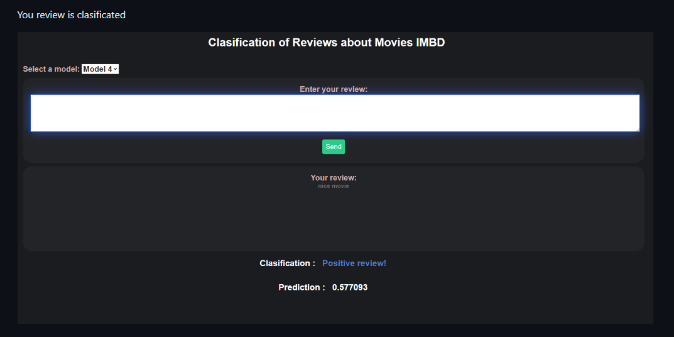 You review is clasificated
Clasification of Reviews about Movies IMBD
Select a model: Model 4
Enter your review:
Send
Your review:
nice movie
Clasification : Positive review!
Prediction : 0.577093